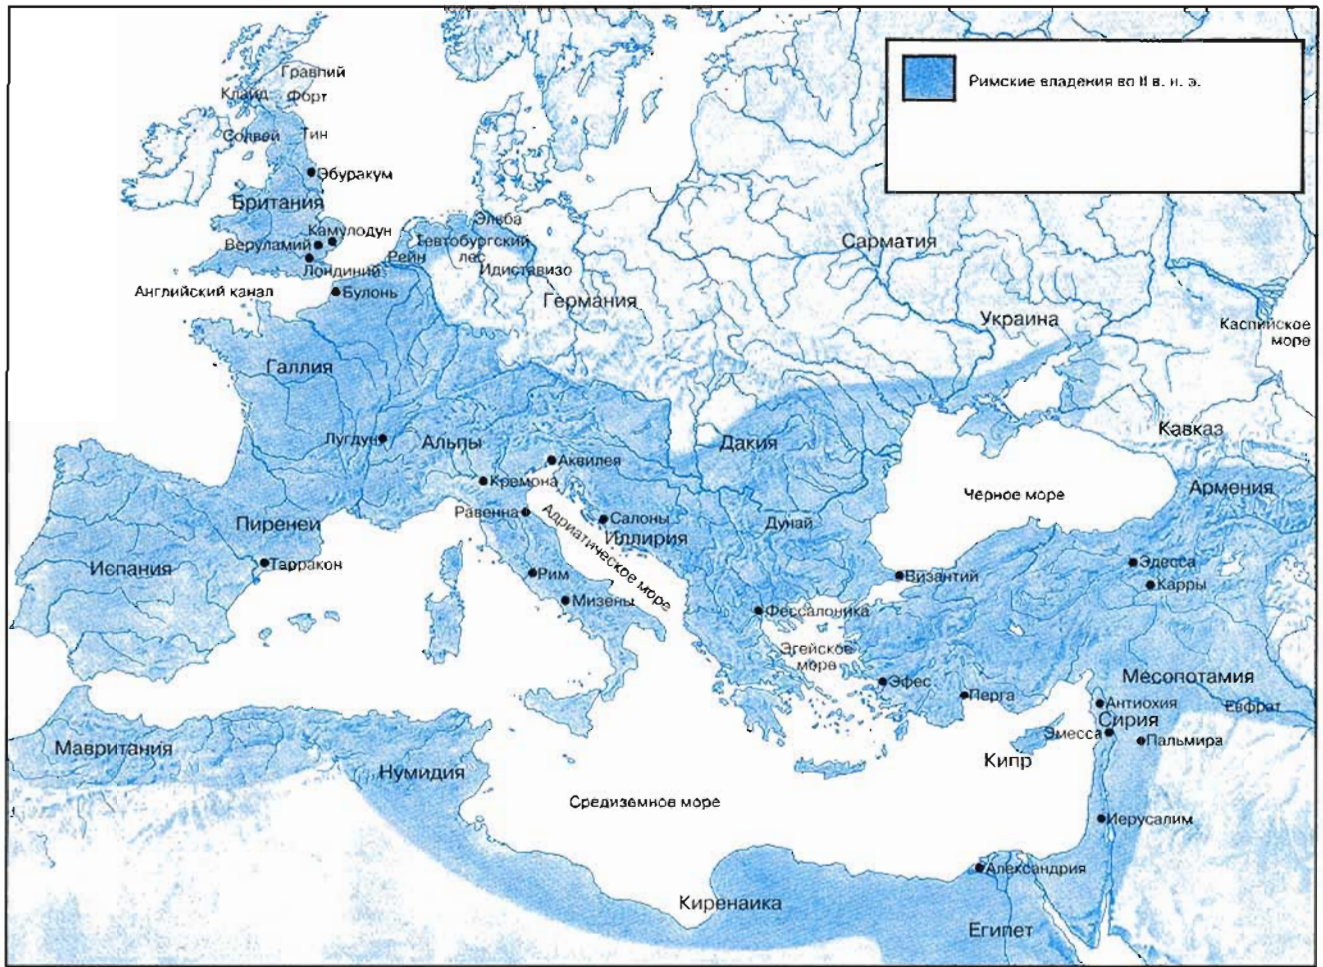 Римские владения во II в. н. э.
Гравпий
Клайд
Форт
Солвей
Тин
Эбуракум
Британия
Камулодун
Веруламий
Лондиний
Английский канал
Булонь
Эльба
Тевтобургский
лес
Рейн
Идиставизо
Германия
Сарматия
Украина
Каспийское
море
Галлия
Лугдун
Альпы
Дакия
Кавказ
Аквилея
Кремона
Равенна
Салоны
Иллирия
Адриатическое море
Дунай
Черное море
Армения
Пиренеи
Тарракон
Испания
Рим
Мизены
Византий
Эдесса
Карры
Фессалоника
Эгейское
море
Эфес
Перга
Месопотамия
Евфрат
Антиохия
Сирия
Эмесса
Пальмира
Кипр
Мавритания
Нумидия
Средиземное море
Иерусалим
Александрия
Киренаика
Египет